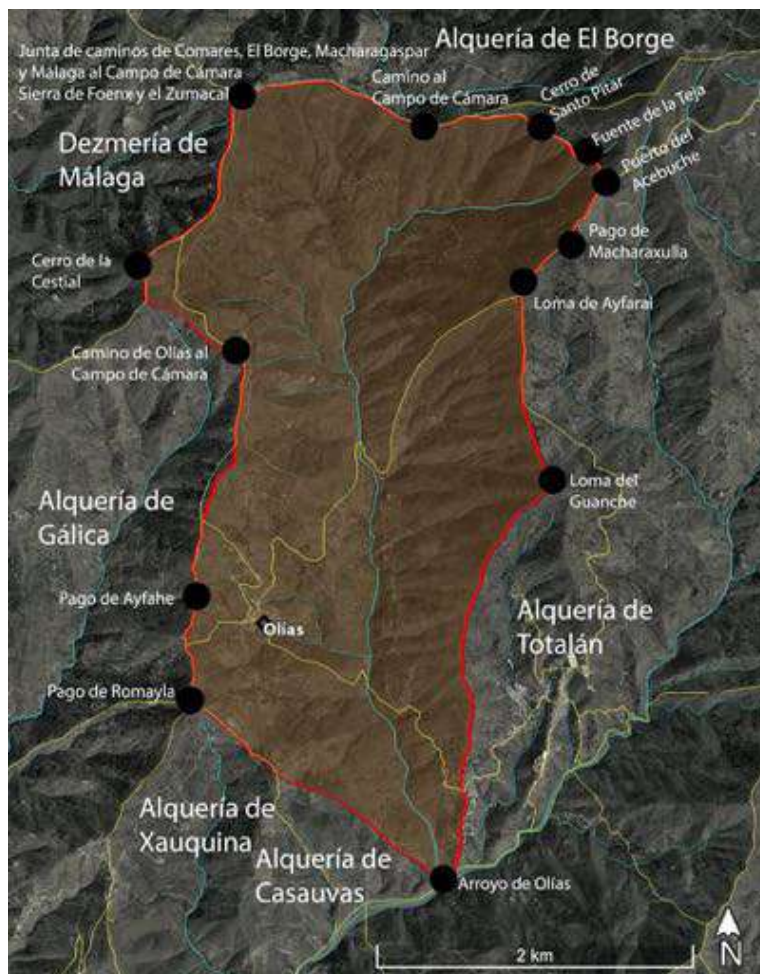 Alquería de El Borge
Junta de caminos de Comares, El Borge, Macharagaspar
y Málaga al Campo de Cámara
Sierra de Foenx y el Zumacal
Camino al
Campo de Cámara
Cerro de
Santo Pitar
Fuente de la Teja
Puerto del
Acebuche
Dezmería de
Málaga
Pago de
Macharaxulla
Cerro de la
Cestial
Loma de Ayfarai
Camino de Olías al
Campo de Cámara
Loma del
Guanche
Alquería de
Gálica
Pago de Ayfahe
Olías
Alquería de
Totalán
Pago de Romayla
Alquería de
Xauquina
Alquería de
Casauvas
Arroyo de Olías
2 km
N